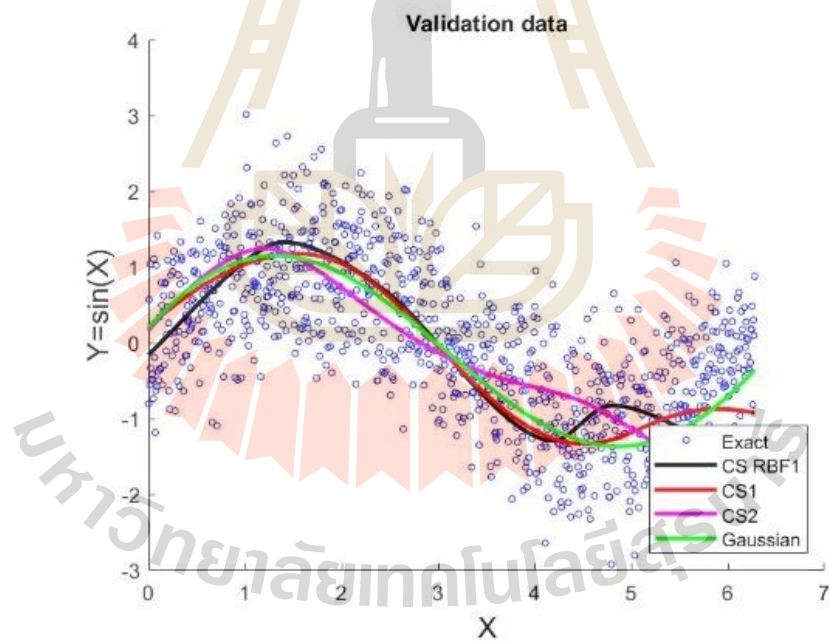 Validation data
4
3
2
1
0
-1
-2
-3
Y=sin(X)
0 1 2 3 4 5 6 7
X
Exact
CS RBF1
CS1
CS2
Gaussian
มหาวิทยาลัยเทคโนโลยีสุรนารี